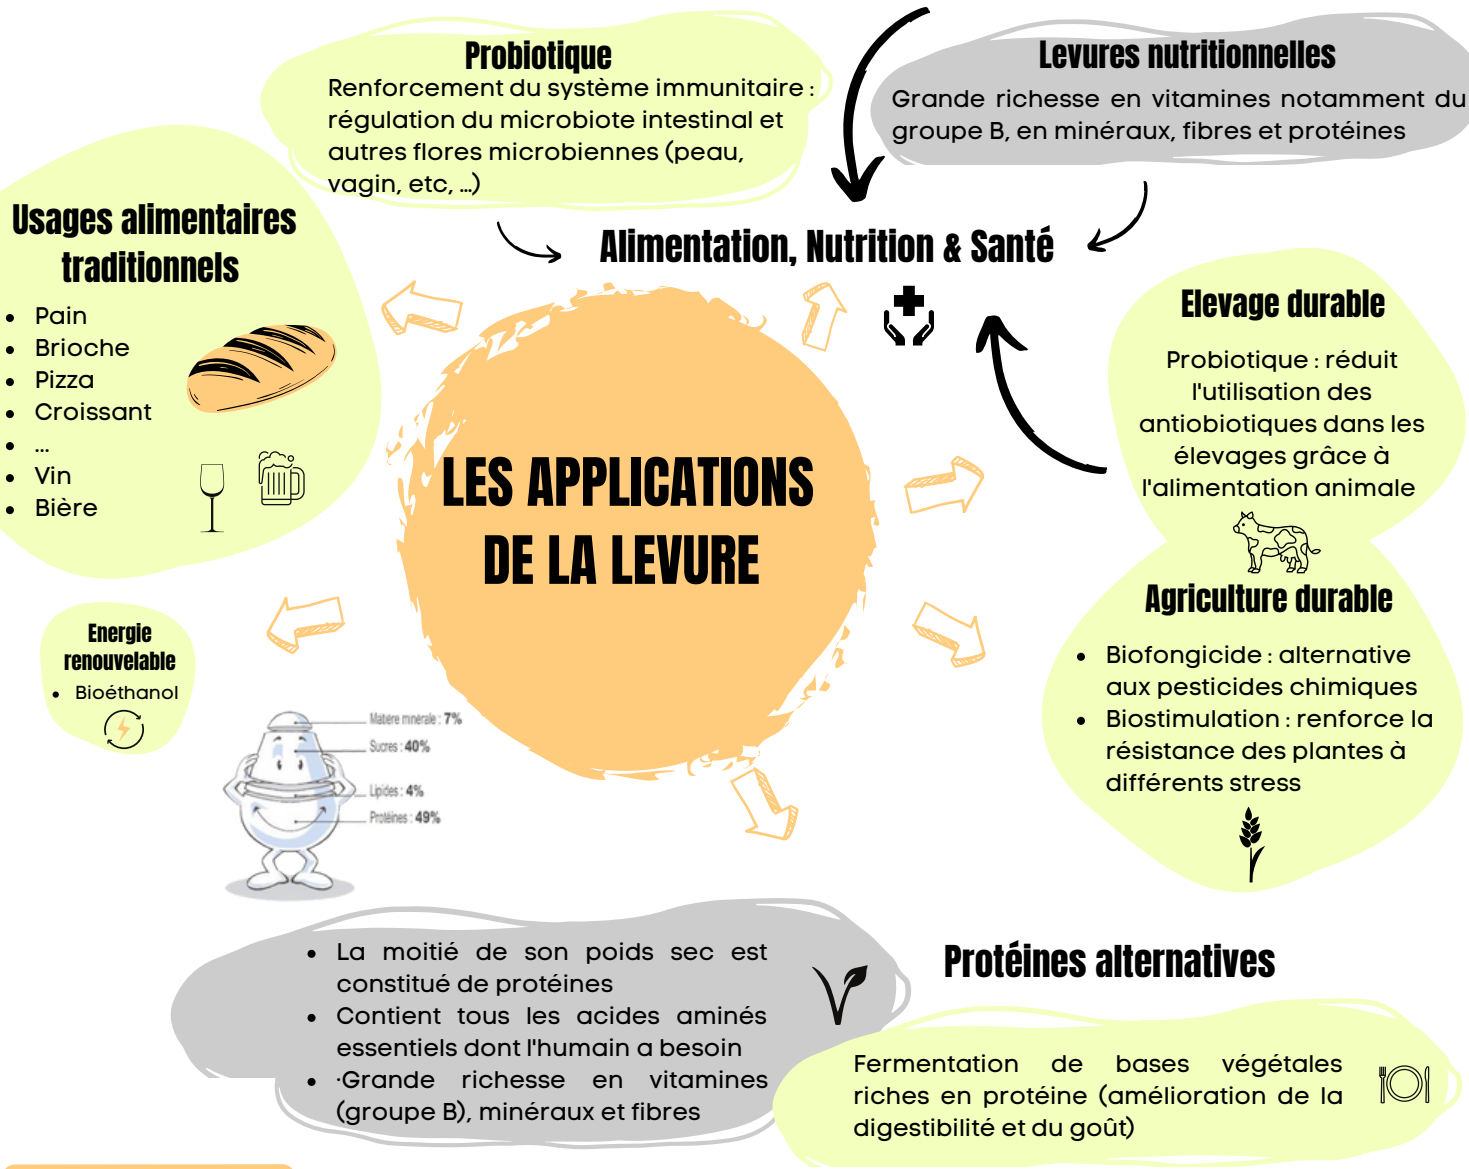 Probiotique
Renforcement du système immunitaire :
régulation du microbiote intestinal et
autres flores microbiennes (peau,
vagin, etc, ...)
Levures nutritionnelles
Grande richesse en vitamines notamment du
groupe B, en minéraux, fibres et protéines
Usages alimentaires
traditionnels
• Pain
• Brioche
• Pizza
• Croissant
• ...
• Vin
• Bière
Alimentation, Nutrition & Santé
Elevage durable
Probiotique : réduit
l'utilisation des
antiobiotiques dans les
élevages grâce à
l'alimentation animale
LES APPLICATIONS
DE LA LEVURE
Agriculture durable
• Biofongicide : alternative
aux pesticides chimiques
• Biostimulation : renforce la
résistance des plantes à
différents stress
Energie
renouvelable
• Bioéthanol
Matère minérale : 7%
Sucres : 40%
Lipides : 4%
Protéines : 49%
• La moitié de son poids sec est
constitué de protéines
• Contient tous les acides aminés
essentiels dont l'humain a besoin
• ·Grande richesse en vitamines
(groupe B), minéraux et fibres
Protéines alternatives
Fermentation de bases végétales
riches en protéine (amélioration de la
digestibilité et du goût)